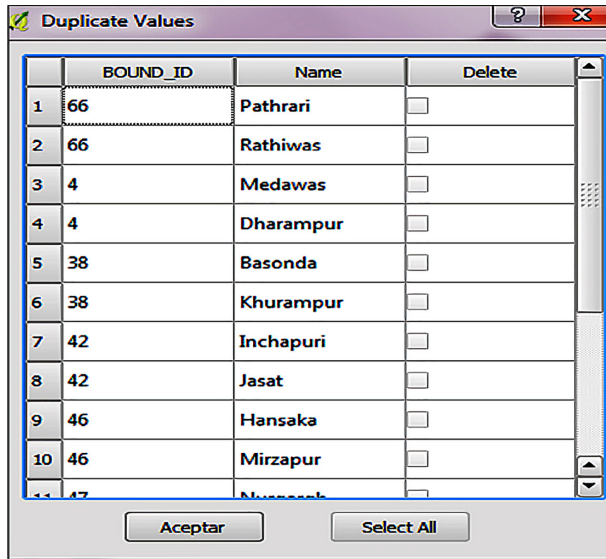 Duplicate Values
BOUND_ID Name Delete
1 66 Pathrari
2 66 Rathiwas
3 4 Medawas
4 4 Dharampur
5 38 Basonda
6 38 Khurampur
7 42 Inchapuri
8 42 Jasat
9 46 Hansaka
10 46 Mirzapur
11 47
Aceptar Select All